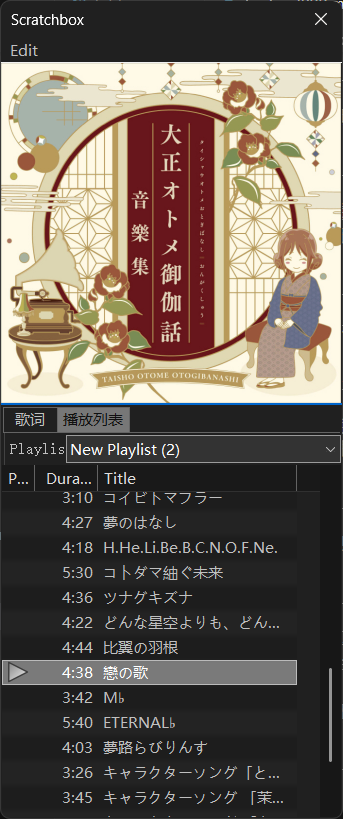 Scratchbox
Edit
大正オトメ御伽話
音樂集
タイショウオトメおとぎばなし おんがくしゅう
TAISHO OTOME OTOGIBANASHI
歌词 播放列表
Playlis New Playlist (2)
P... Dura... Title
3:10 コイビトマフラー
4:27 夢のはなし
4:18 H.He.Li.Be.B.C.N.O.F.Ne.
5:30 コトダマ紬ぐ未来
4:36 ツナグキズナ
4:22 どんな星空よりも、どん...
4:44 比翼の羽根
4:38 戀の歌
3:42 M♭
5:40 ETERNAL♭
4:03 夢路らびりんす
3:26 キャラクターソング「と...
3:45 キャラクターソング 「茉...